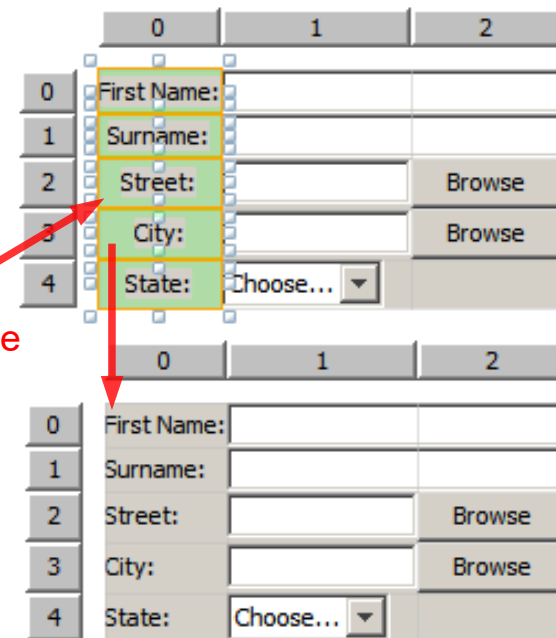 0 1 2
0 First Name:
1 Surname:
2 Street: Browse
3 City: Browse
4 State: Choose...
e
0 1 2
0 First Name:
1 Surname:
2 Street: Browse
3 City: Browse
4 State: Choose...